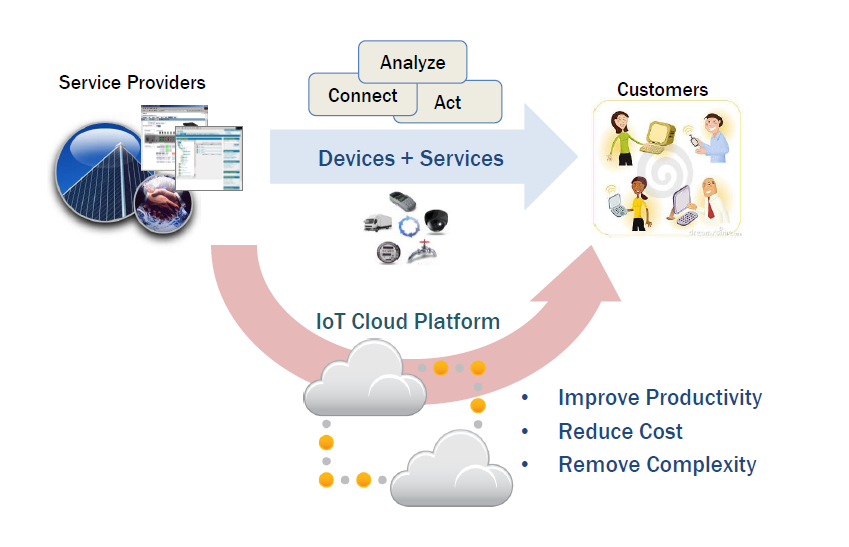 Service Providers
Analyze
Connect
Act
Customers
Devices + Services
IoT Cloud Platform
• Improve Productivity
• Reduce Cost
• Remove Complexity